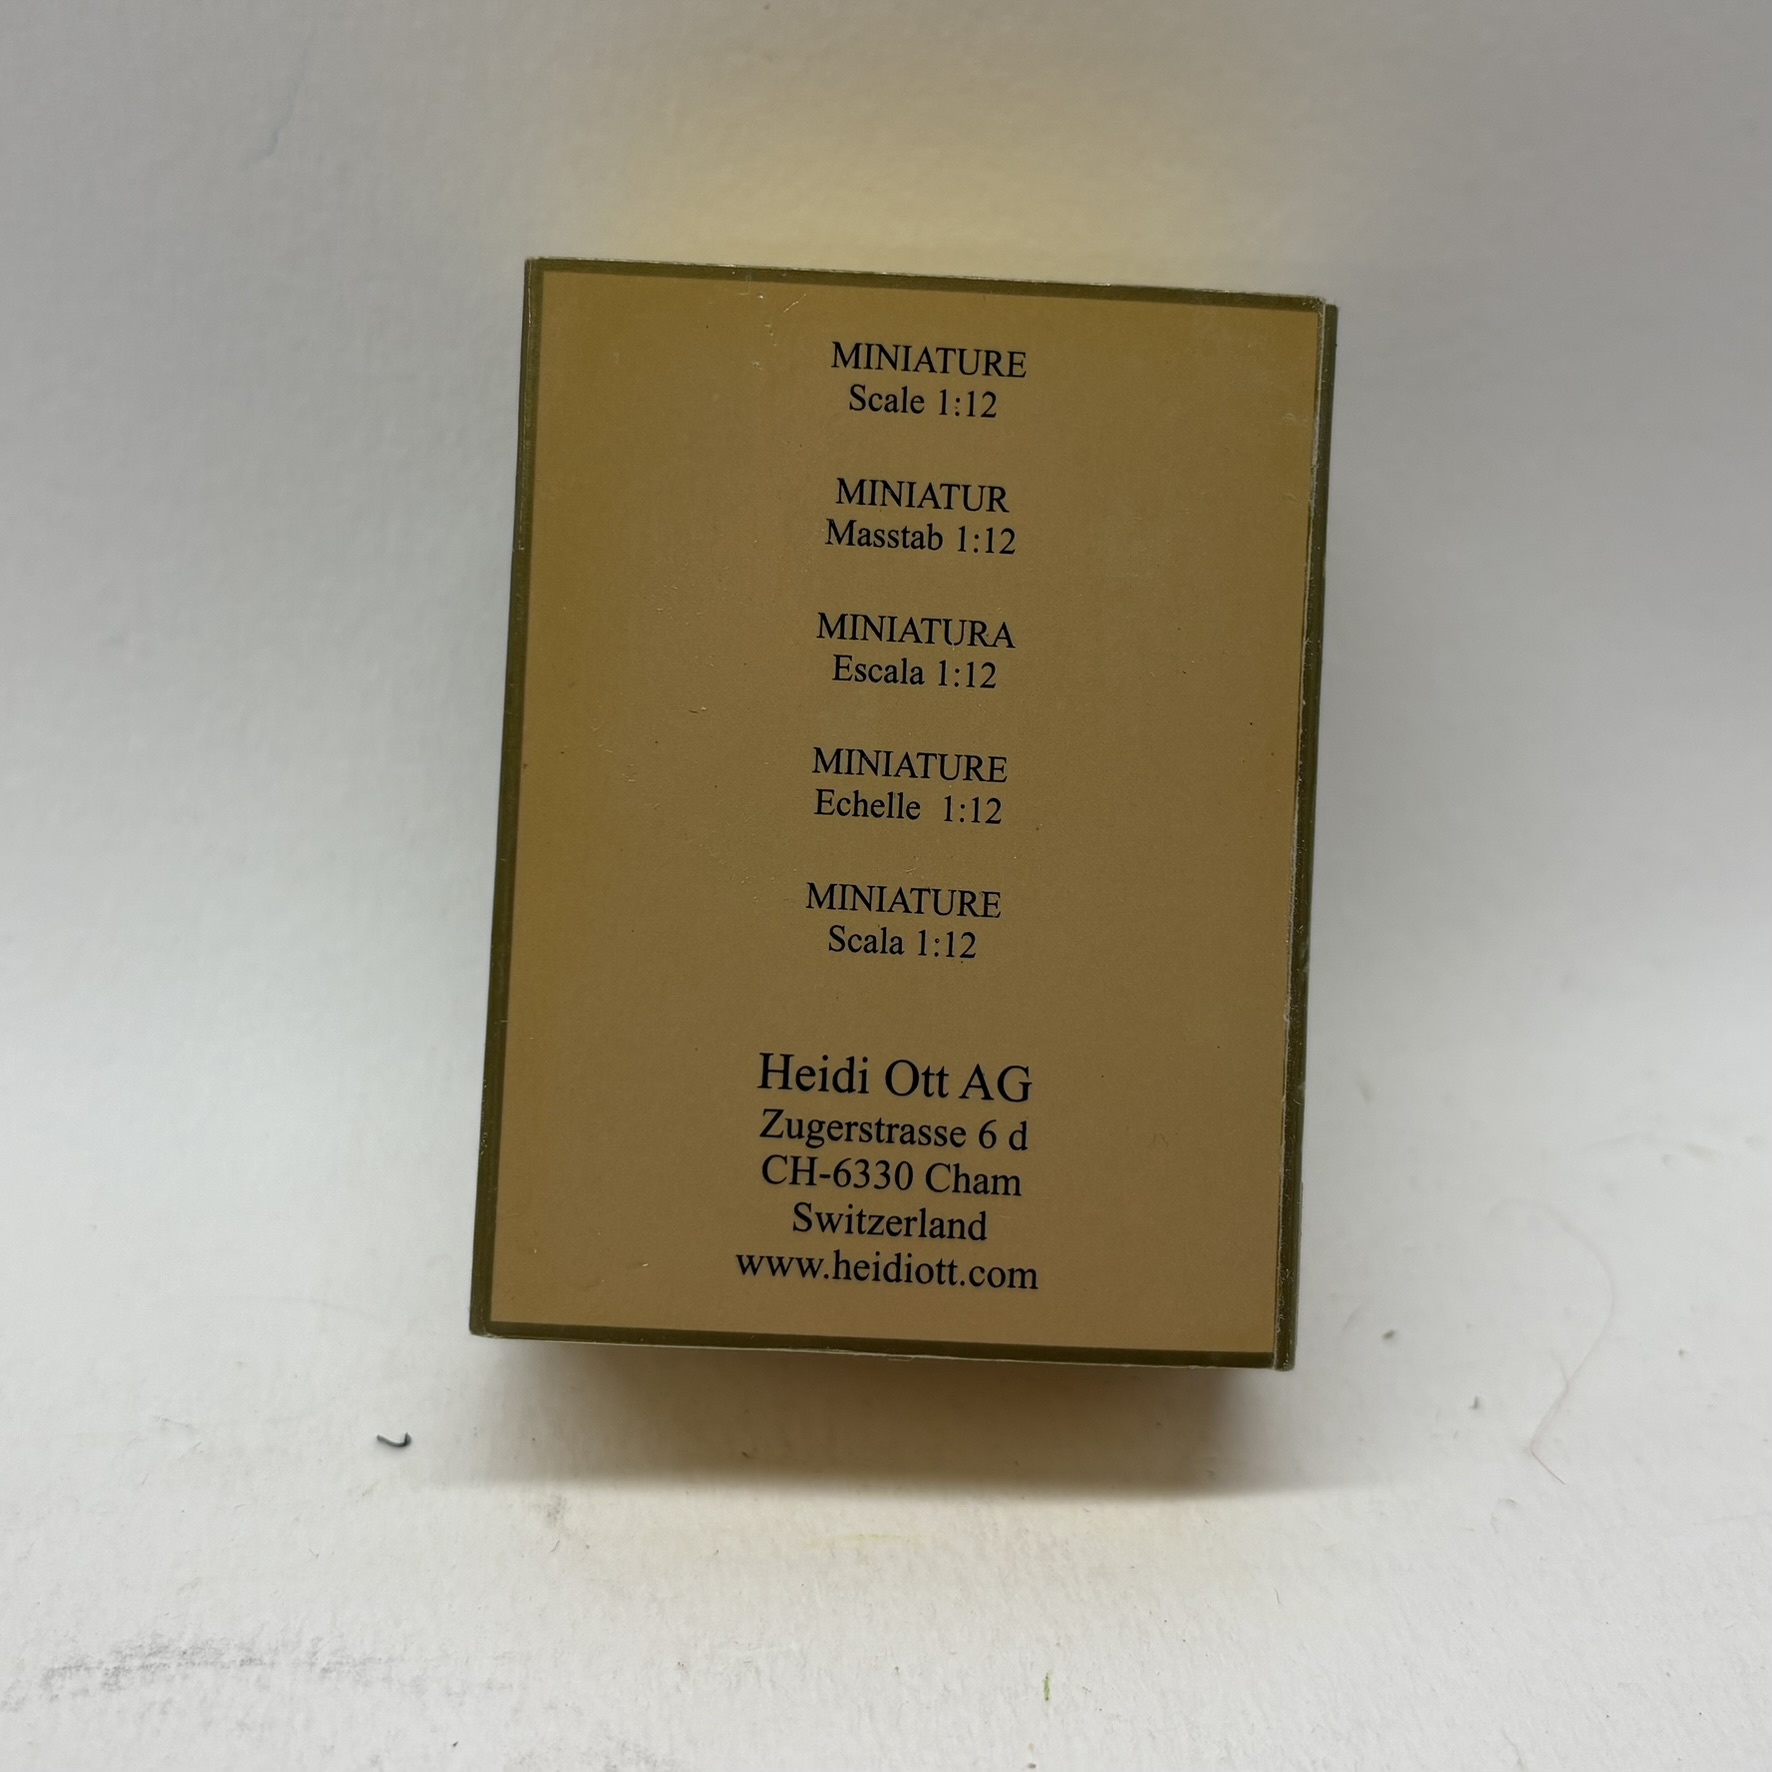 MINIATURE
Scale 1:12
MINIATUR
Masstab 1:12
MINIATURA
Escala 1:12
MINIATURE
Echelle 1:12
MINIATURE
Scala 1:12
Heidi Ott AG
Zugerstrasse 6 d
CH-6330 Cham
Switzerland
www.heidiott.com